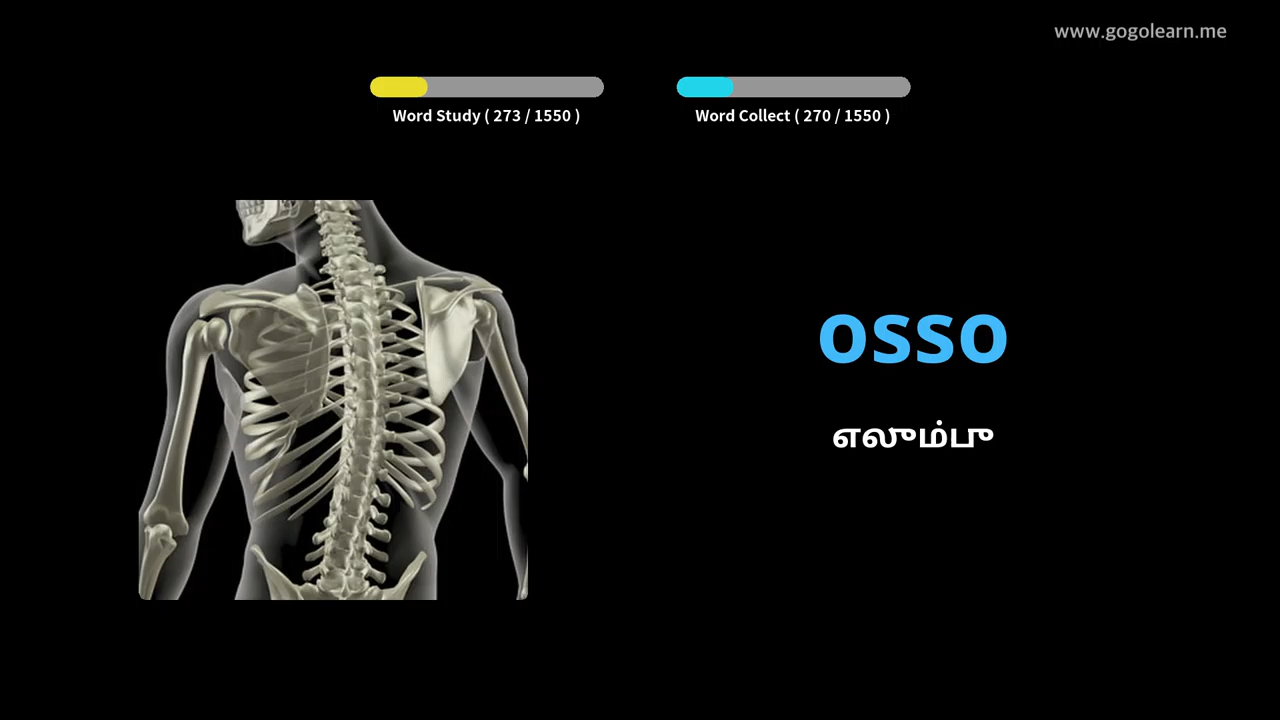 www.gogolearn.me
Word Study ( 273 / 1550 )
Word Collect ( 270 / 1550 )
osso
எலும்பு